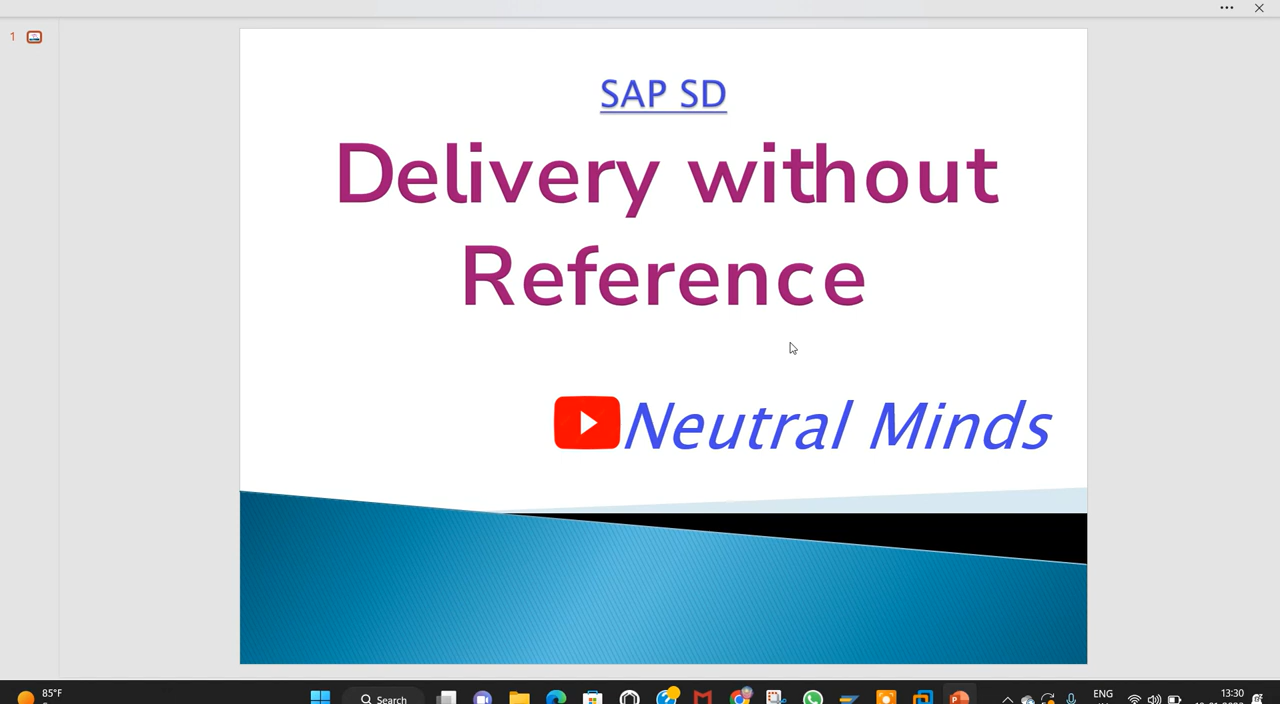 1
SAP SD
Delivery without
Reference
Neutral Minds
85°F
Search
ENG
13:30